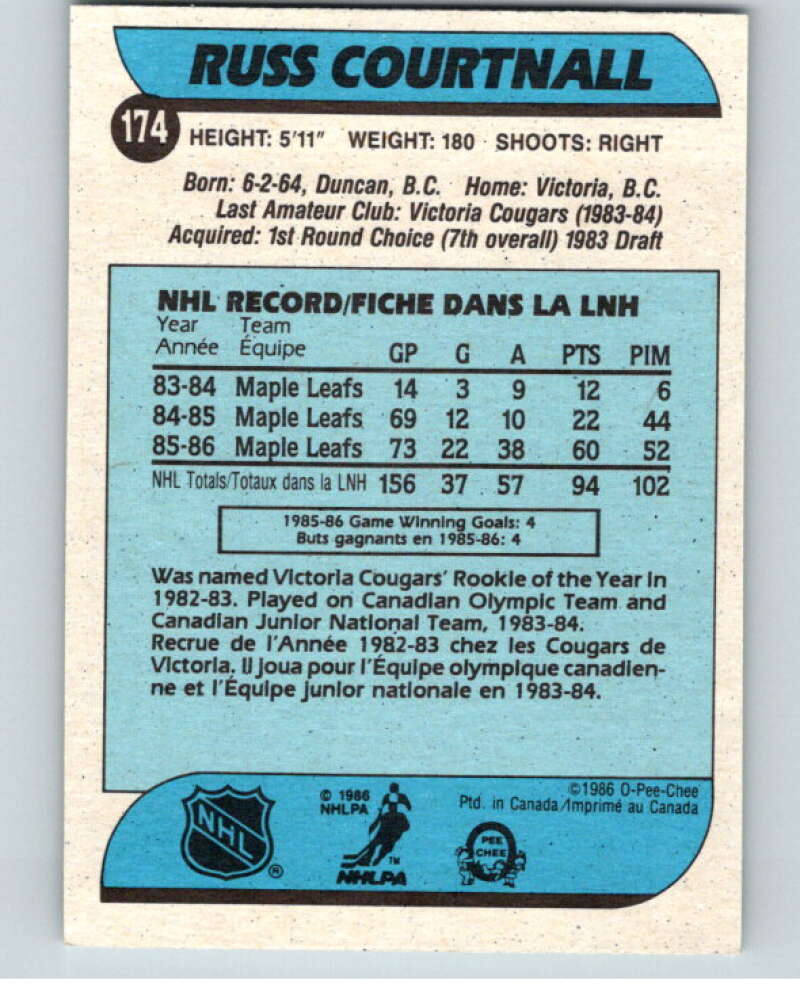 RUSS COURTNALL
174
HEIGHT: 5'11" WEIGHT: 180 SHOOTS: RIGHT
Born: 6-2-64, Duncan, B.C. Home: Victoria, B.C.
Last Amateur Club: Victoria Cougars (1983-84)
Acquired: 1st Round Choice (7th overall) 1983 Draft
NHL RECORD/FICHE DANS LA LNH
Year Team
Année Équipe GP G A PTS PIM
83-84 Maple Leafs 14 3 9 12 6
84-85 Maple Leafs 69 12 10 22 44
85-86 Maple Leafs 73 22 38 60 52
NHL Totals/Totaux dans la LNH 156 37 57 94 102
1985-86 Game Winning Goals: 4
Buts gagnants en 1985-86: 4
Was named Victoria Cougars' Rookie of the Year in
1982-83. Played on Canadian Olympic Team and
Canadian Junior National Team, 1983-84.
Recrue de l'Année 1982-83 chez les Cougars de
Victoria. Il joua pour l'Équipe olympique canadien-
ne et l'Équipe junior nationale en 1983-84.
©1986 O-Pee-Chee
Ptd. in Canada/Imprimé au Canada
© 1986
NHLPA
NHL
®
TM
NHLPA
PEE
CHEE